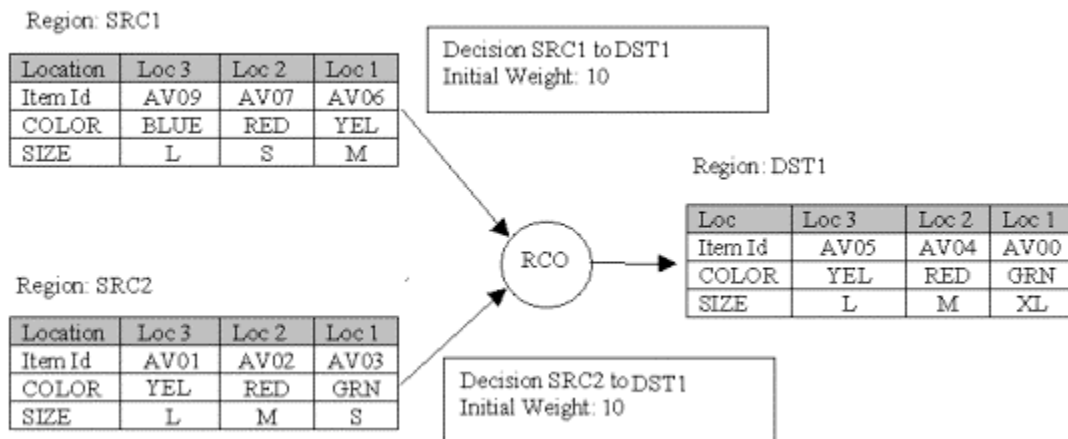 Region: SRC1
Location Loc 3 Loc 2 Loc 1
Item Id AV09 AV07 AV06
COLOR BLUE RED YEL
SIZE L S M
Decision SRC1 to DST1
Initial Weight: 10
Region: DST1
Loc Loc 3 Loc 2 Loc 1
Item Id AV05 AV04 AV00
COLOR YEL RED GRN
SIZE L M XL
RCO
Region: SRC2
Location Loc 3 Loc 2 Loc 1
Item Id AV01 AV02 AV03
COLOR YEL RED GRN
SIZE L M S
Decision SRC2 to DST1
Initial Weight: 10